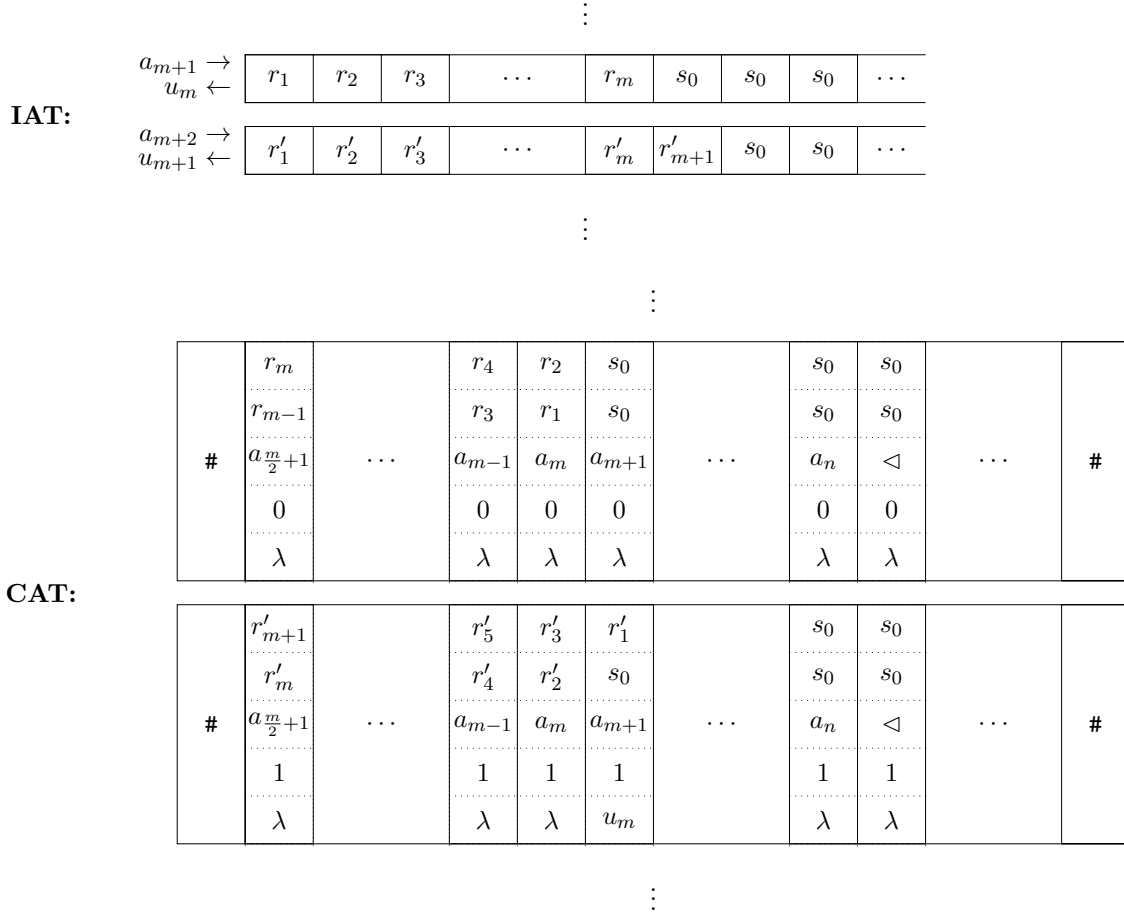 ⋮
a_{m+1} →
u_m ←
r_1 r_2 r_3 ⋯ r_m s_0 s_0 s_0 ⋯
IAT:
a_{m+2} →
u_{m+1} ←
r′_1 r′_2 r′_3 ⋯ r′_m r′_{m+1} s_0 s_0 ⋯
⋮
⋮
r_m r_4 r_2 s_0 s_0 s_0
r_{m−1} r_3 r_1 s_0 s_0 s_0
# a_{\frac{m}{2}+1} ⋯ a_{m−1} a_m a_{m+1} ⋯ a_n ◁ ⋯ #
0 0 0 0 0 0
λ λ λ λ λ λ
CAT:
r′_{m+1} r′_5 r′_3 r′_1 s_0 s_0
r′_m r′_4 r′_2 s_0 s_0 s_0
# a_{\frac{m}{2}+1} ⋯ a_{m−1} a_m a_{m+1} ⋯ a_n ◁ ⋯ #
1 1 1 1 1 1
λ λ λ u_m λ λ
⋮